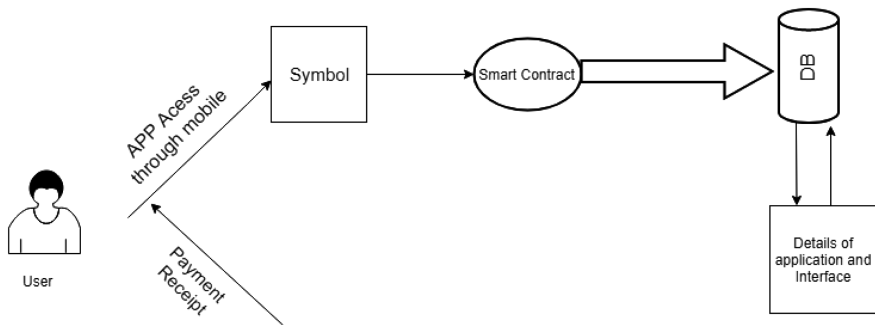 APP Acess
through mobile
Symbol
Smart Contract
DB
User
Payment
Receipt
Details of
application and
Interface